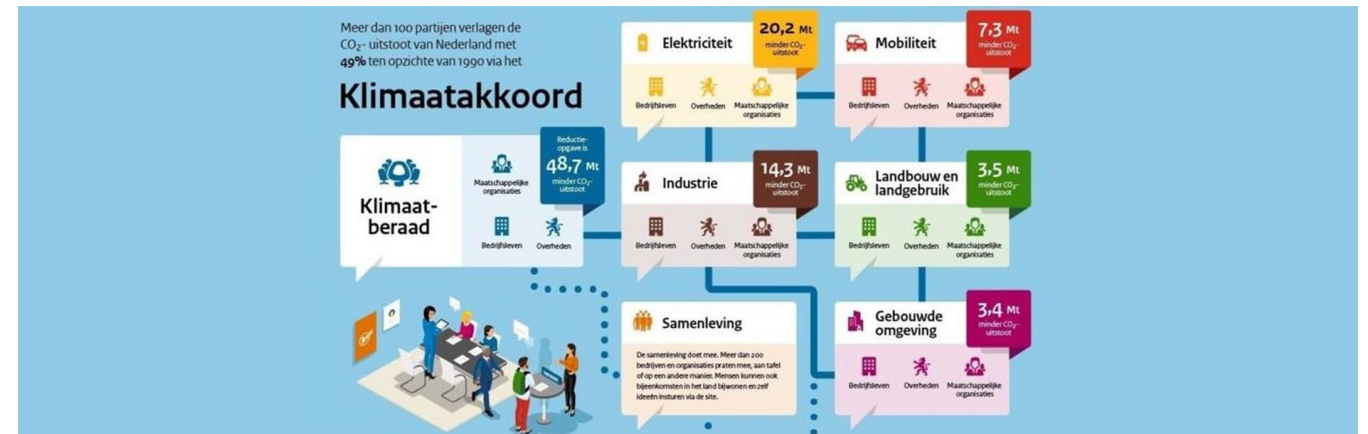 Meer dan 100 partijen verlagen de
CO₂- uitstoot van Nederland met
49% ten opzichte van 1990 via het
Klimaatakkoord
Klimaat-
beraad
Maatschappelijke
organisaties
Bedrijfsleven
Overheden
Reductie-
opgave is
48,7 Mt
minder CO₂-
uitstoot
Elektriciteit
20,2 Mt
minder CO₂-
uitstoot
Bedrijfsleven
Overheden
Maatschappelijke
organisaties
Mobiliteit
7,3 Mt
minder CO₂-
uitstoot
Bedrijfsleven
Overheden
Maatschappelijke
organisaties
Industrie
14,3 Mt
minder CO₂-
uitstoot
Bedrijfsleven
Overheden
Maatschappelijke
organisaties
Landbouw en
landgebruik
3,5 Mt
minder CO₂-
uitstoot
Bedrijfsleven
Overheden
Maatschappelijke
organisaties
Samenleving
De samenleving doet mee. Meer dan 200
bedrijven en organisaties praten mee, aan tafel
of op een andere manier. Mensen kunnen ook
bijeenkomsten in het land bijwonen en zelf
ideeën insturen via de site.
Gebouwde
omgeving
3,4 Mt
minder CO₂-
uitstoot
Bedrijfsleven
Overheden
Maatschappelijke
organisaties